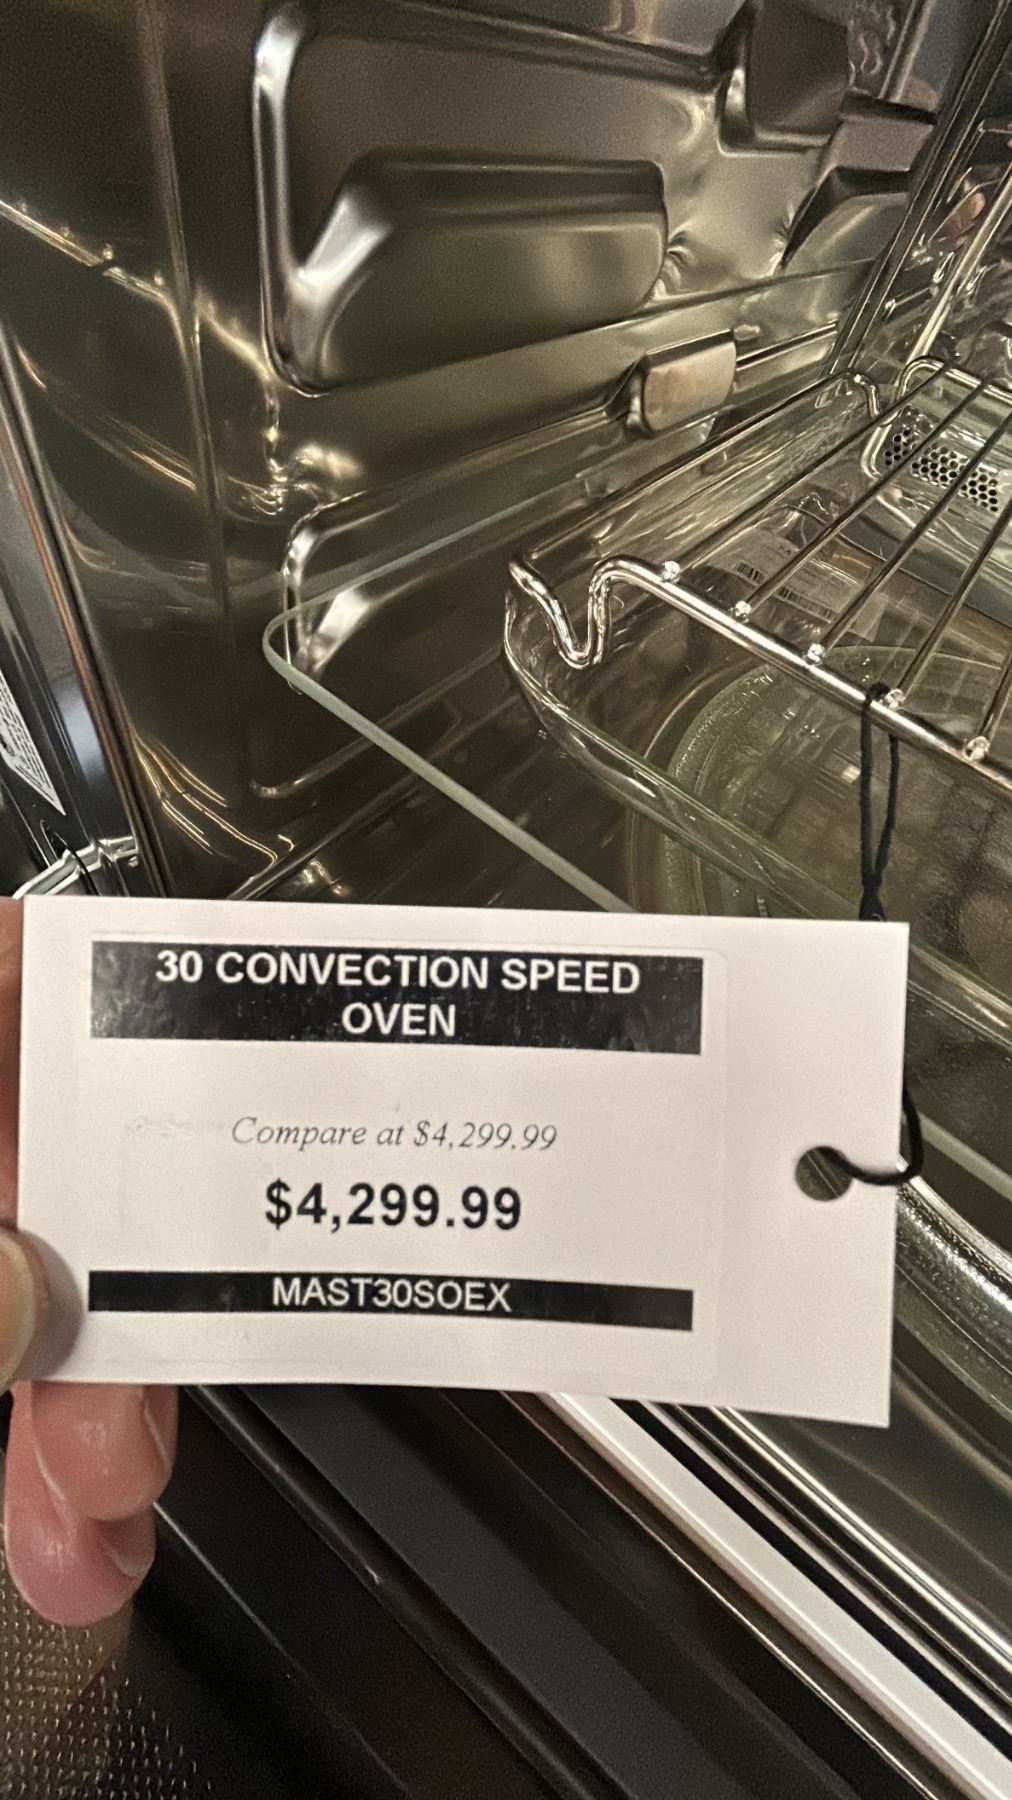 30 CONVECTION SPEED
OVEN
Compare at $4,299.99
$4,299.99
MAST30SOEX